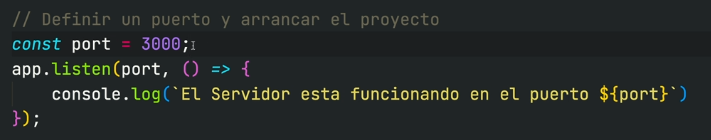 // Definir un puerto y arrancar el proyecto
const port = 3000;
app.listen(port, () => {
    console.log(`El Servidor esta funcionando en el puerto ${port}`)
});